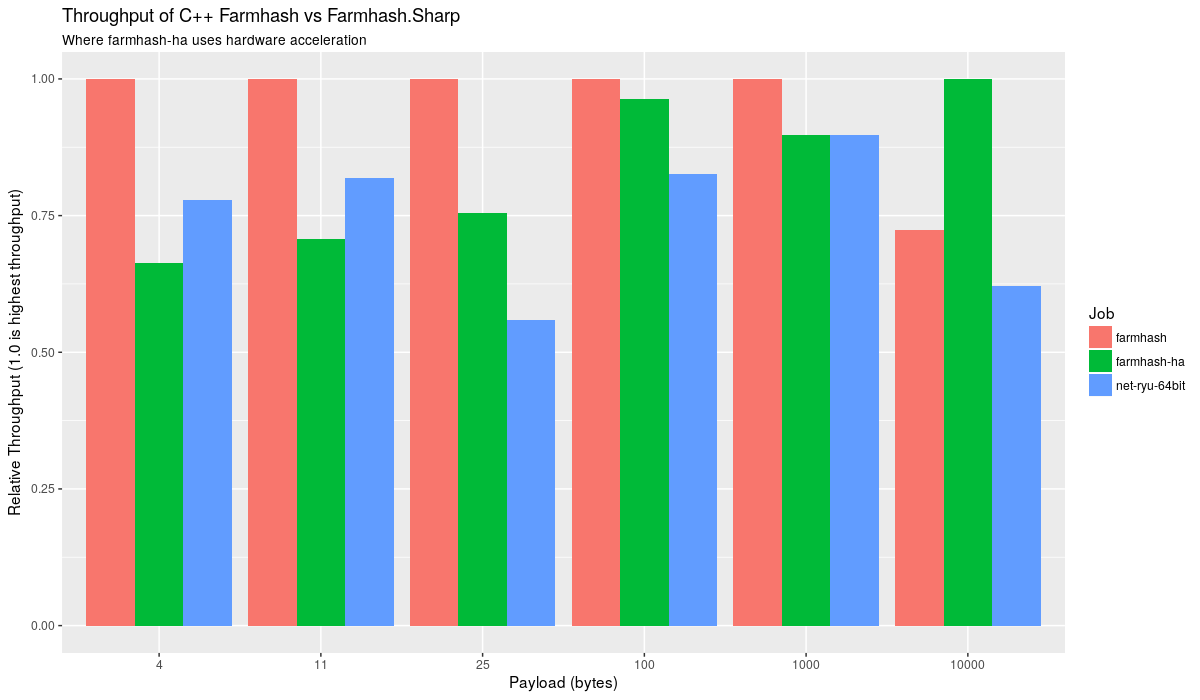 Throughput of C++ Farmhash vs Farmhash.Sharp
Where farmhash-ha uses hardware acceleration
Relative Throughput (1.0 is highest throughput)
1.00
0.75
0.50
0.25
0.00
4
11
25
100
1000
10000
Payload (bytes)
Job
farmhash
farmhash-ha
net-ryu-64bit